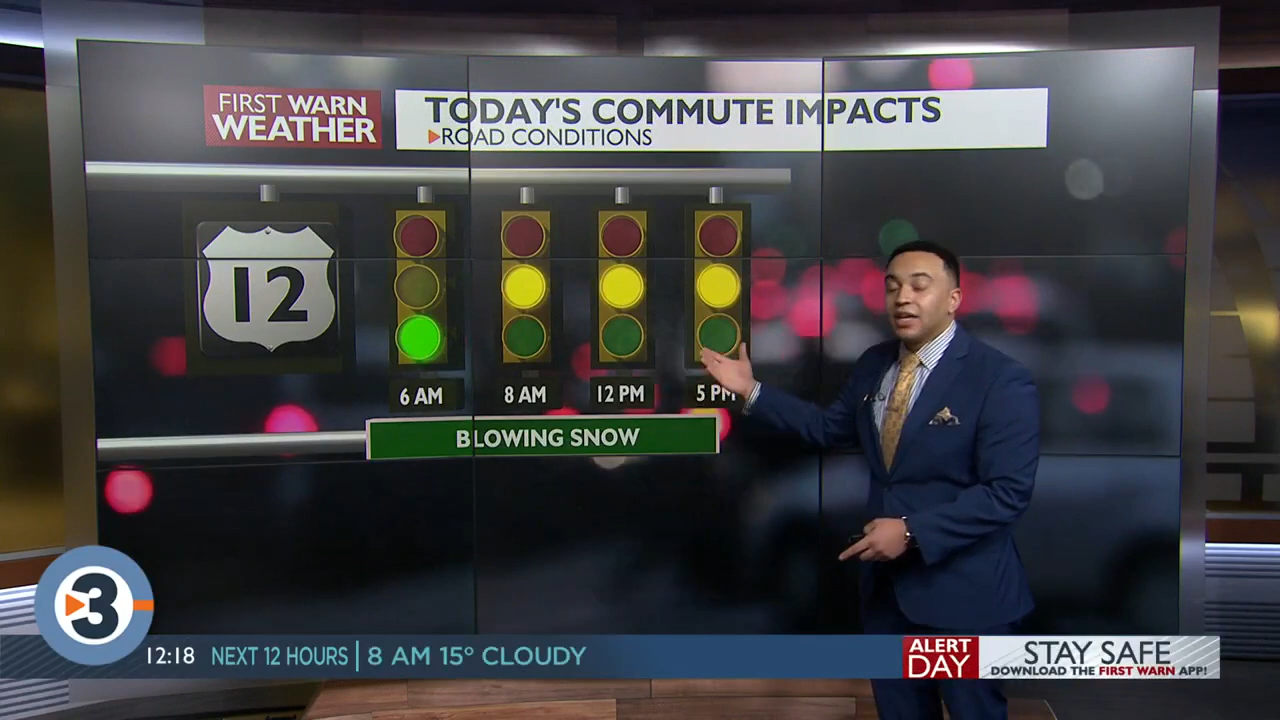 FIRST WARN
WEATHER
TODAY'S COMMUTE IMPACTS
ROAD CONDITIONS
12
6 AM
8 AM
12 PM
5 PM
BLOWING SNOW
3
12:18
NEXT 12 HOURS
8 AM 15° CLOUDY
ALERT
DAY
STAY SAFE
DOWNLOAD THE FIRST WARN APP!